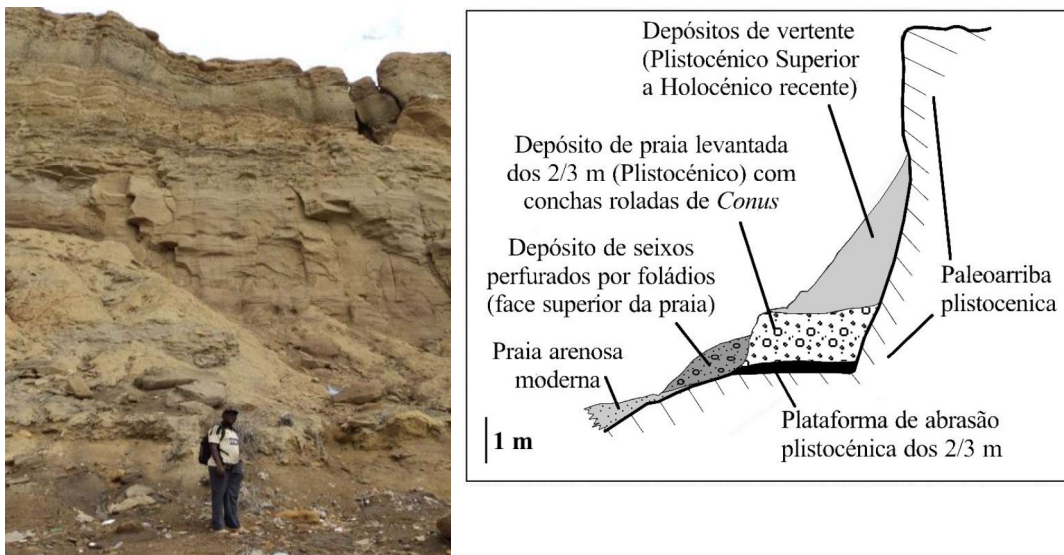 Depósitos de vertente
(Plistocénico Superior
a Holocénico recente)
Depósito de praia levantada
dos 2/3 m (Plistocénico) com
conchas roladas de Conus
Depósito de seixos
perfurados por foládios
(face superior da praia)
Praia arenosa
moderna
Paleoarriba
plistocenica
Plataforma de abrasão
plistocénica dos 2/3 m
1 m